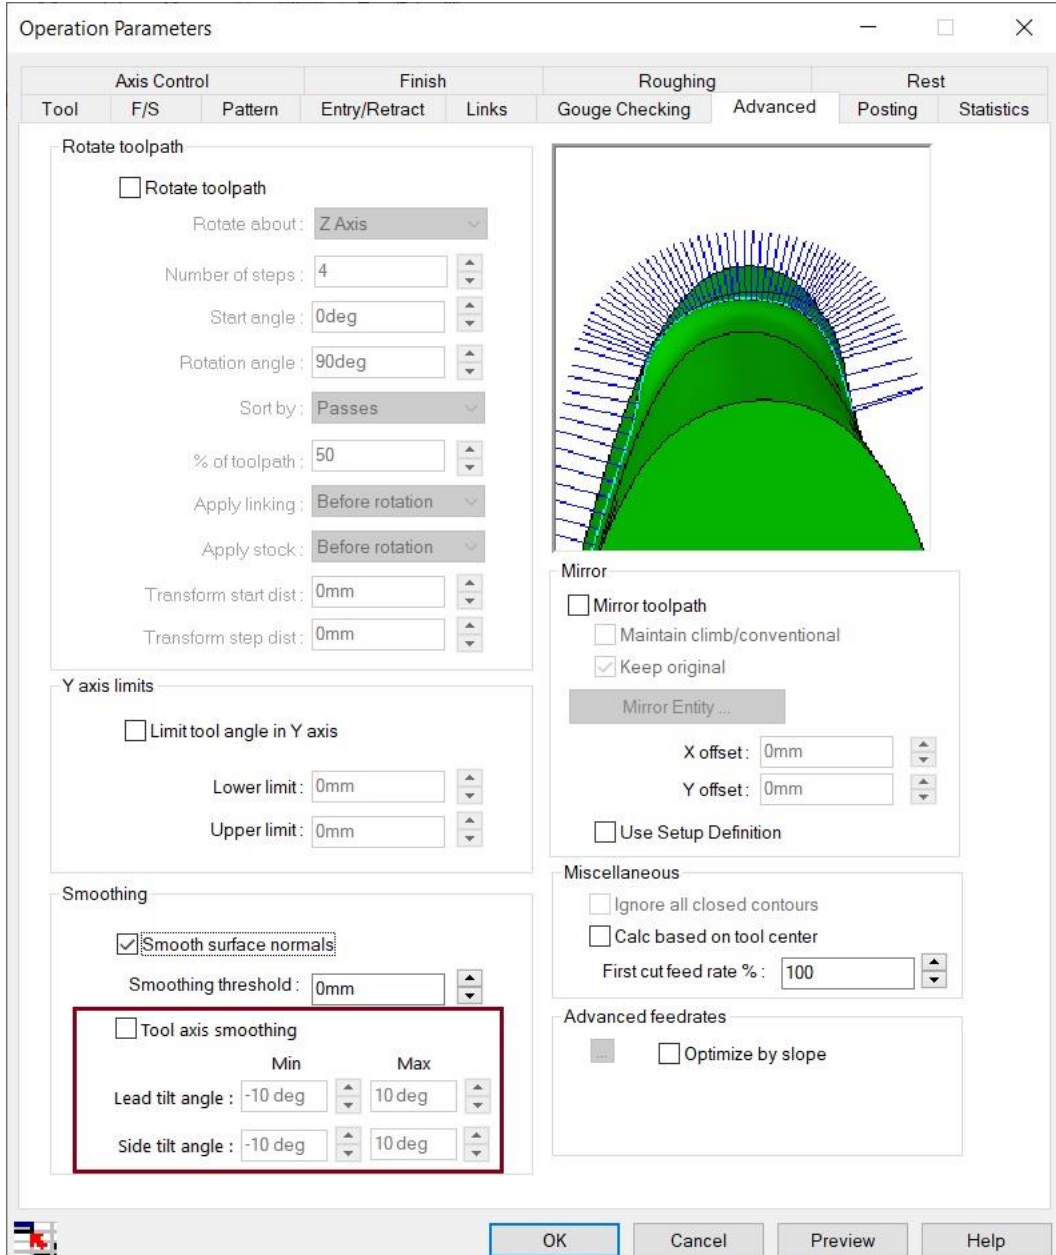 Operation Parameters
Axis Control Finish Roughing Rest
Tool F/S Pattern Entry/Retract Links Gouge Checking Advanced Posting Statistics
Rotate toolpath
Rotate toolpath
Rotate about: Z Axis
Number of steps: 4
Start angle: 0deg
Rotation angle: 90deg
Sort by: Passes
% of toolpath: 50
Apply linking: Before rotation
Apply stock: Before rotation
Transform start dist: 0mm
Transform step dist: 0mm
Y axis limits
Limit tool angle in Y axis
Lower limit: 0mm
Upper limit: 0mm
Smoothing
Smooth surface normals
Smoothing threshold: 0mm
Tool axis smoothing
Min Max
Lead tilt angle : -10 deg 10 deg
Side tilt angle : -10 deg 10 deg
Mirror
Mirror toolpath
Maintain climb/conventional
Keep original
Mirror Entity ...
X offset: 0mm
Y offset: 0mm
Use Setup Definition
Miscellaneous
Ignore all closed contours
Calc based on tool center
First cut feed rate %: 100
Advanced feedrates
... Optimize by slope
OK Cancel Preview Help